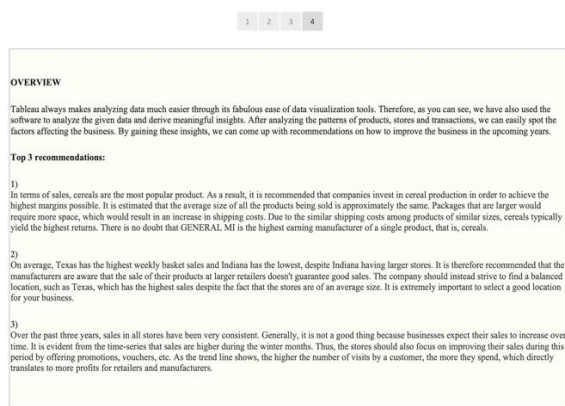 1 2 3 4
OVERVIEW
Tableau always makes analyzing data much easier through its fabulous ease of data visualization tools. Therefore, as you can see, we have also used the
software to analyze the given data and derive meaningful insights. After analyzing the patterns of products, stores and transactions, we can easily spot the
factors affecting the business. By gaining these insights, we can come up with recommendations on how to improve the business in the upcoming years.
Top 3 recommendations:
1)
In terms of sales, cereals are the most popular product. As a result, it is recommended that companies invest in cereal production in order to achieve the
highest margins possible. It is estimated that the average size of all the products being sold is approximately the same. Packages that are larger would
require more space, which would result in an increase in shipping costs. Due to the similar shipping costs among products of similar sizes, cereals typically
yield the highest returns. There is no doubt that GENERAL MI is the highest earning manufacturer of a single product, that is, cereals.
2)
On average, Texas has the highest weekly basket sales and Indiana has the lowest, despite Indiana having larger stores. It is therefore recommended that the
manufacturers are aware that the sale of their products at larger retailers doesn't guarantee good sales. The company should instead strive to find a balanced
location, such as Texas, which has the highest sales despite the fact that the stores are of an average size. It is extremely important to select a good location
for your business.
3)
Over the past three years, sales in all stores have been very consistent. Generally, it is not a good thing because businesses expect their sales to increase over
time. It is evident from the time-series that sales are higher during the winter months. Thus, the stores should also focus on improving their sales during this
period by offering promotions, vouchers, etc. As the trend line shows, the higher the number of visits by a customer, the more they spend, which directly
translates to more profits for retailers and manufacturers.